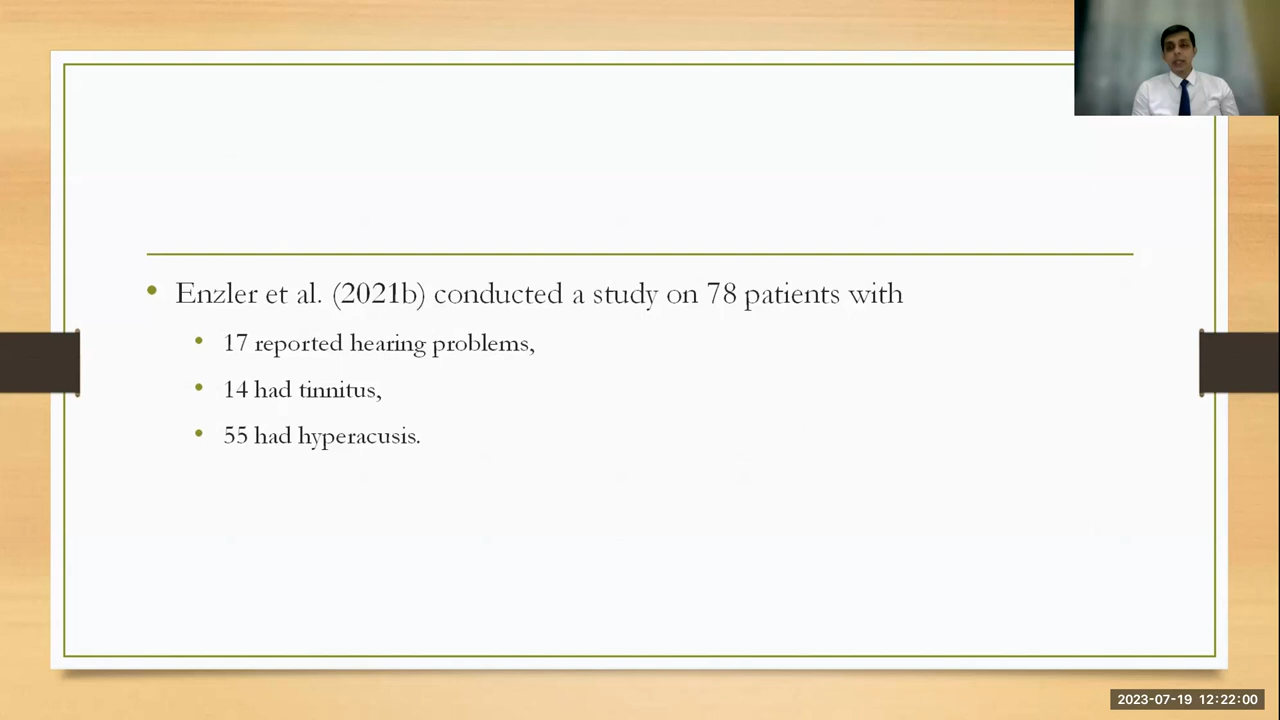 Enzler et al. (2021b) conducted a study on 78 patients with
17 reported hearing problems,
14 had tinnitus,
55 had hyperacusis.
2023-07-19 12:22:00